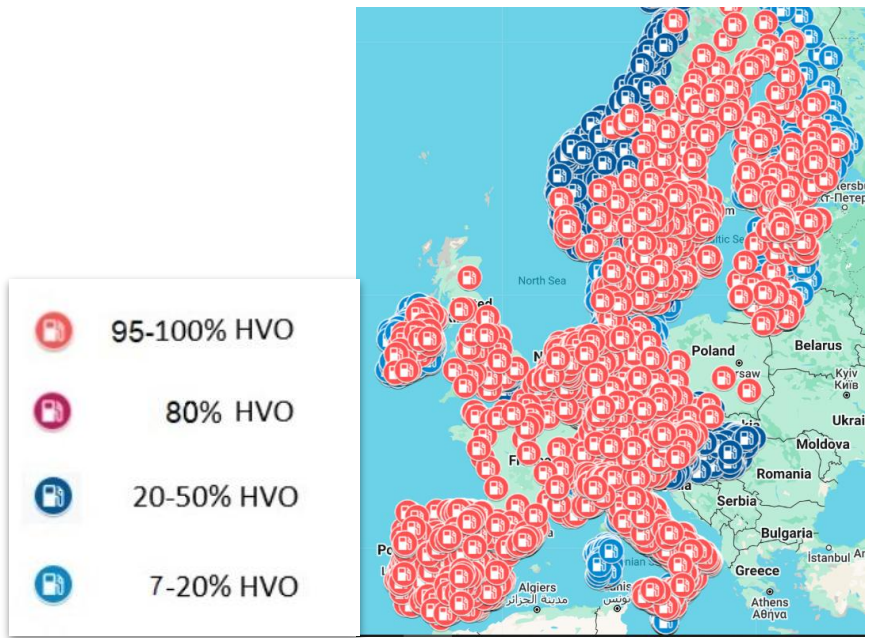 95-100% HVO
80% HVO
20-50% HVO
7-20% HVO
North Sea
Poland
Belarus
Kyiv
Київ
Moldova
Romania
Serbia
Bulgaria
İstanbul
Greece
Athens
Αθήνα
Algiers
مدينة الجزائر
تونس